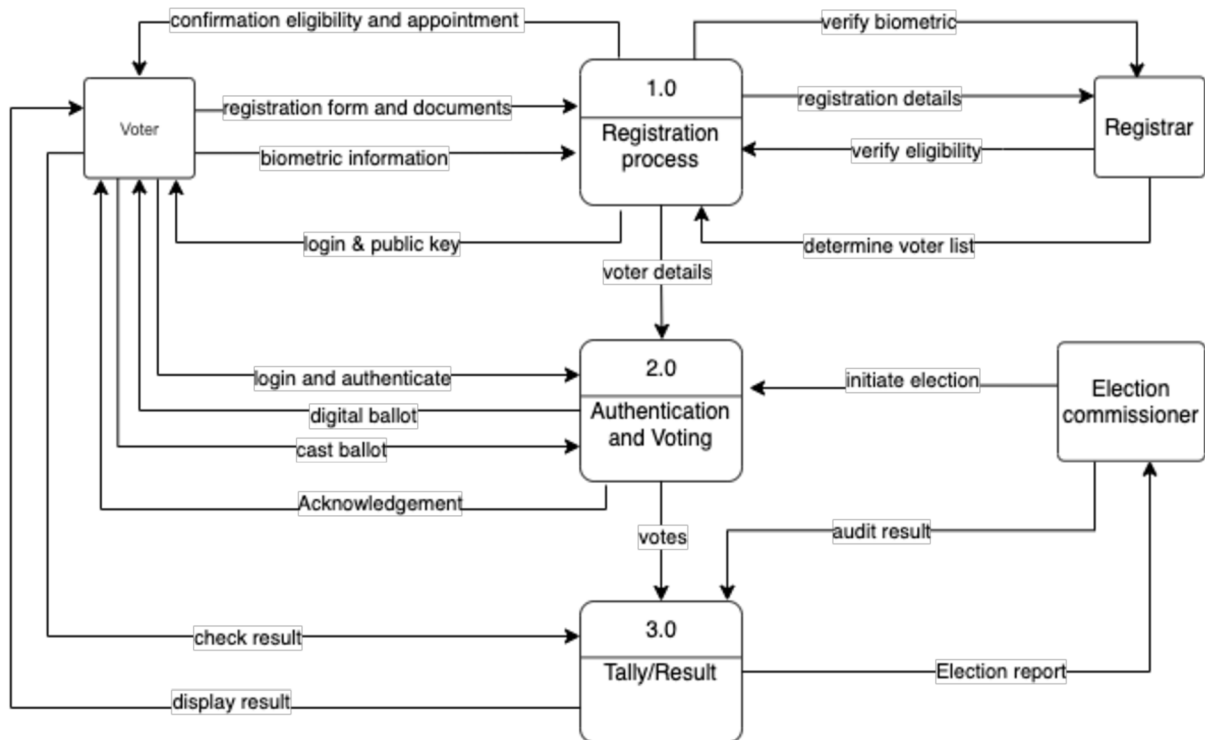 confirmation eligibility and appointment
verify biometric
1.0
Registration
process
Voter
registration form and documents
registration details
Registrar
biometric information
verify eligibility
login & public key
determine voter list
voter details
2.0
Authentication
and Voting
login and authenticate
initiate election
Election
commissioner
digital ballot
cast ballot
Acknowledgement
votes
audit result
3.0
Tally/Result
check result
Election report
display result